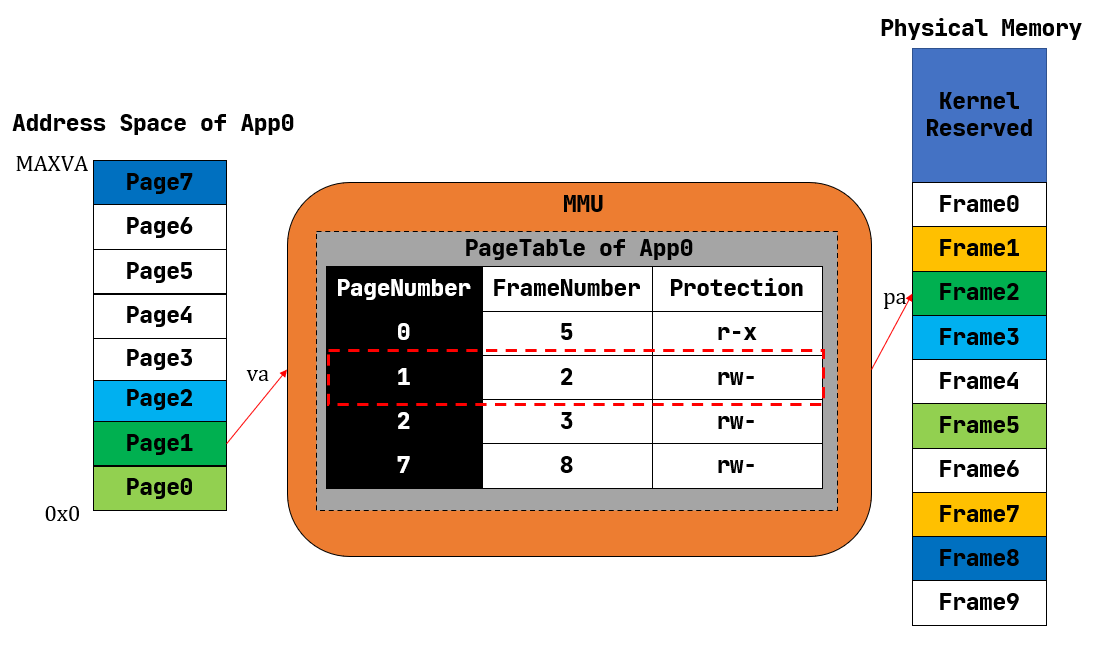 Physical Memory
Kernel
Reserved
Frame0
Frame1
Frame2
Frame3
Frame4
Frame5
Frame6
Frame7
Frame8
Frame9
Address Space of App0
MAXVA
Page7
Page6
Page5
Page4
Page3
Page2
Page1
Page0
0x0
va
MMU
PageTable of App0
PageNumber FrameNumber Protection
0 5 r-x
1 2 rw-
2 3 rw-
7 8 rw-
pa